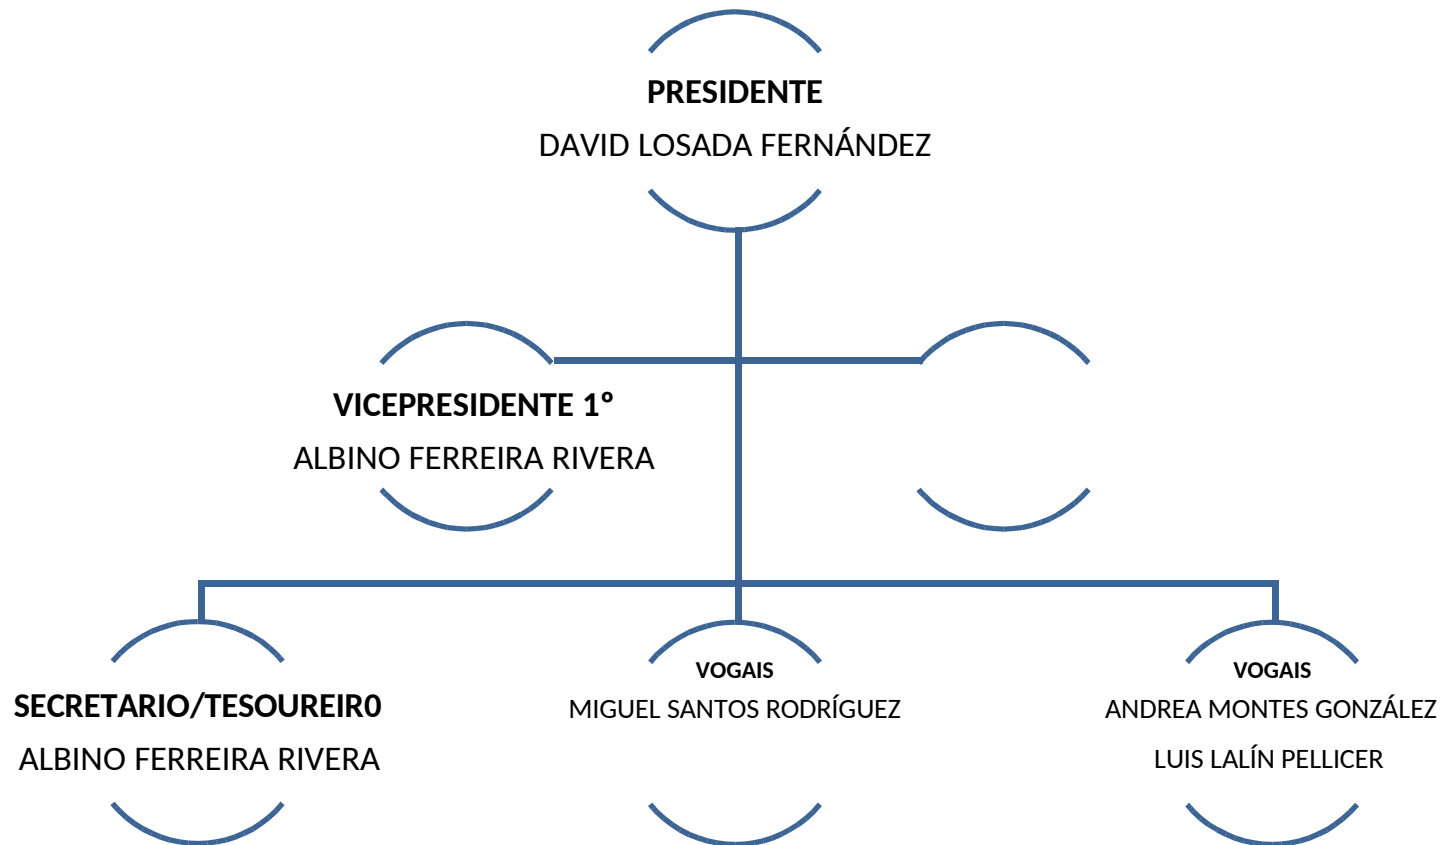 PRESIDENTE
DAVID LOSADA FERNÁNDEZ
VICEPRESIDENTE 1º
ALBINO FERREIRA RIVERA
SECRETARIO/TESOUREIR0
ALBINO FERREIRA RIVERA
VOGAIS
MIGUEL SANTOS RODRÍGUEZ
VOGAIS
ANDREA MONTES GONZÁLEZ
LUIS LALÍN PELLICER